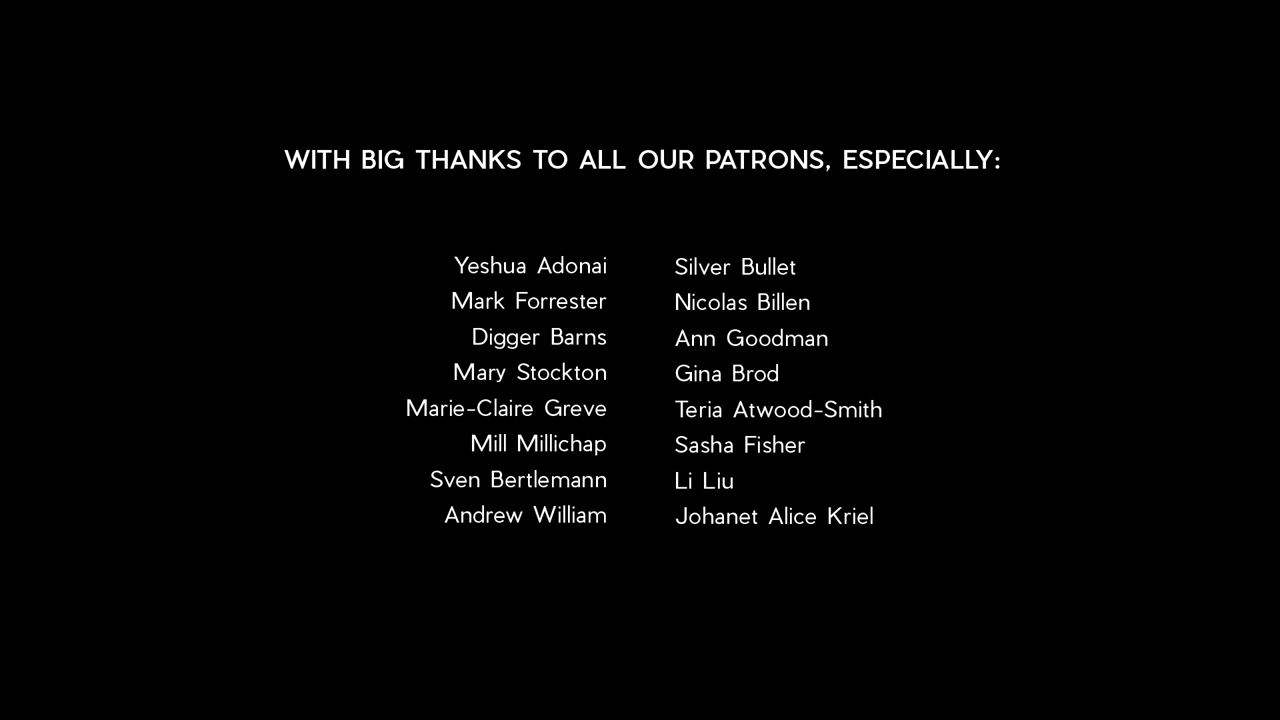 WITH BIG THANKS TO ALL OUR PATRONS, ESPECIALLY:
Yeshua Adonai
Mark Forrester
Digger Barns
Mary Stockton
Marie-Claire Greve
Mill Millichap
Sven Bertlemann
Andrew William
Silver Bullet
Nicolas Billen
Ann Goodman
Gina Brod
Teria Atwood-Smith
Sasha Fisher
Li Liu
Johanet Alice Kriel